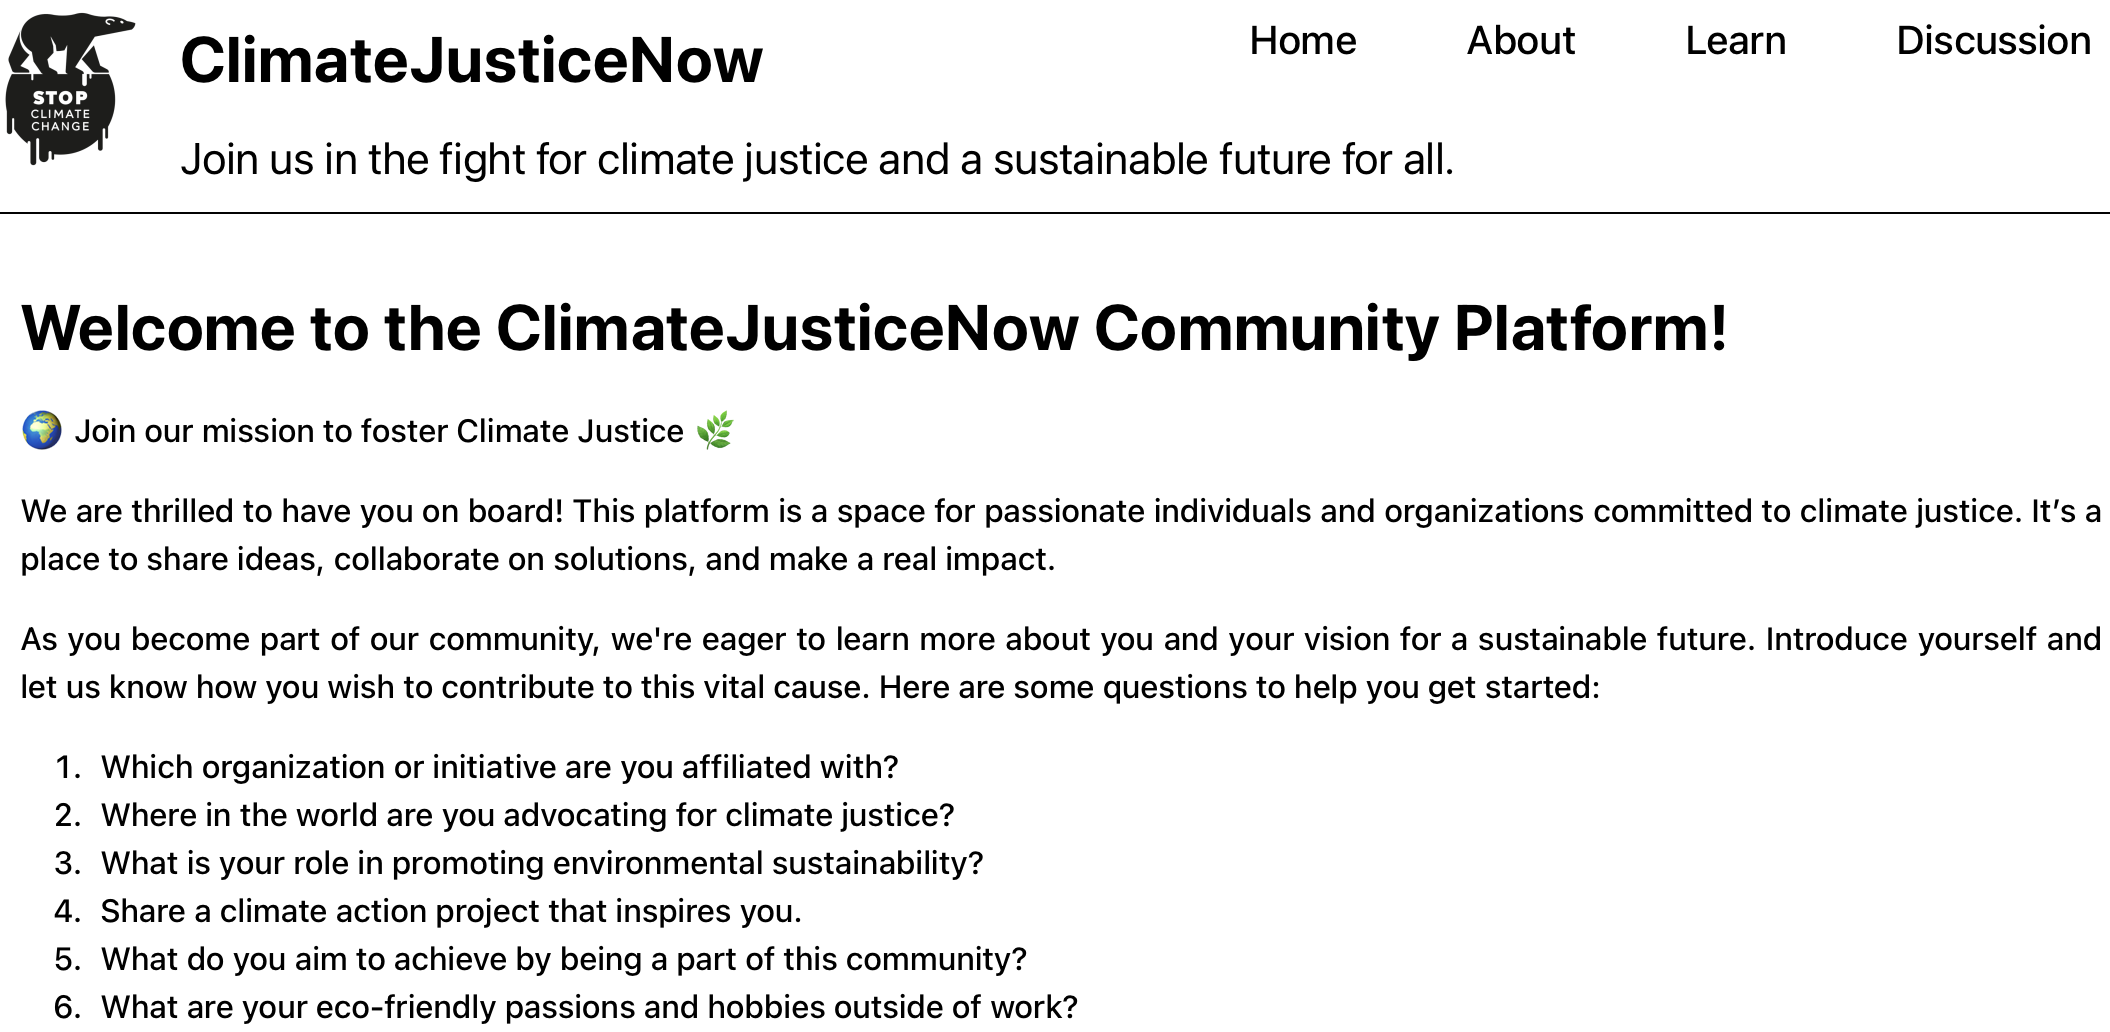 STOP
CLIMATE
CHANGE
ClimateJusticeNow
Home About Learn Discussion
Join us in the fight for climate justice and a sustainable future for all.
Welcome to the ClimateJusticeNow Community Platform!
🌍 Join our mission to foster Climate Justice 🌿
We are thrilled to have you on board! This platform is a space for passionate individuals and organizations committed to climate justice. It’s a
place to share ideas, collaborate on solutions, and make a real impact.
As you become part of our community, we're eager to learn more about you and your vision for a sustainable future. Introduce yourself and
let us know how you wish to contribute to this vital cause. Here are some questions to help you get started:
1. Which organization or initiative are you affiliated with?
2. Where in the world are you advocating for climate justice?
3. What is your role in promoting environmental sustainability?
4. Share a climate action project that inspires you.
5. What do you aim to achieve by being a part of this community?
6. What are your eco-friendly passions and hobbies outside of work?